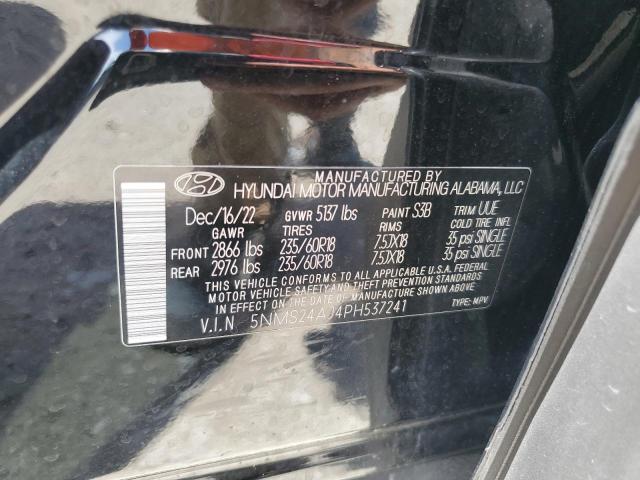 MANUFACTURED BY
HYUNDAI MOTOR MANUFACTURING ALABAMA, LLC
Dec/16/22 GVWR 5137 lbs PAINT S3B TRIM UUE
GAWR TIRES RIMS COLD TIRE INFL
FRONT 2866 lbs 235/60R18 7.5JX18 35 psi SINGLE
REAR 2976 lbs 235/60R18 7.5JX18 35 psi SINGLE
THIS VEHICLE CONFORMS TO ALL APPLICABLE U.S.A. FEDERAL
MOTOR VEHICLE SAFETY AND THEFT PREVENTION STANDARDS
IN EFFECT ON THE DATE OF MANUFACTURE SHOWN ABOVE.
V.I.N 5NMS24AJ4PH537241 TYPE: MPV